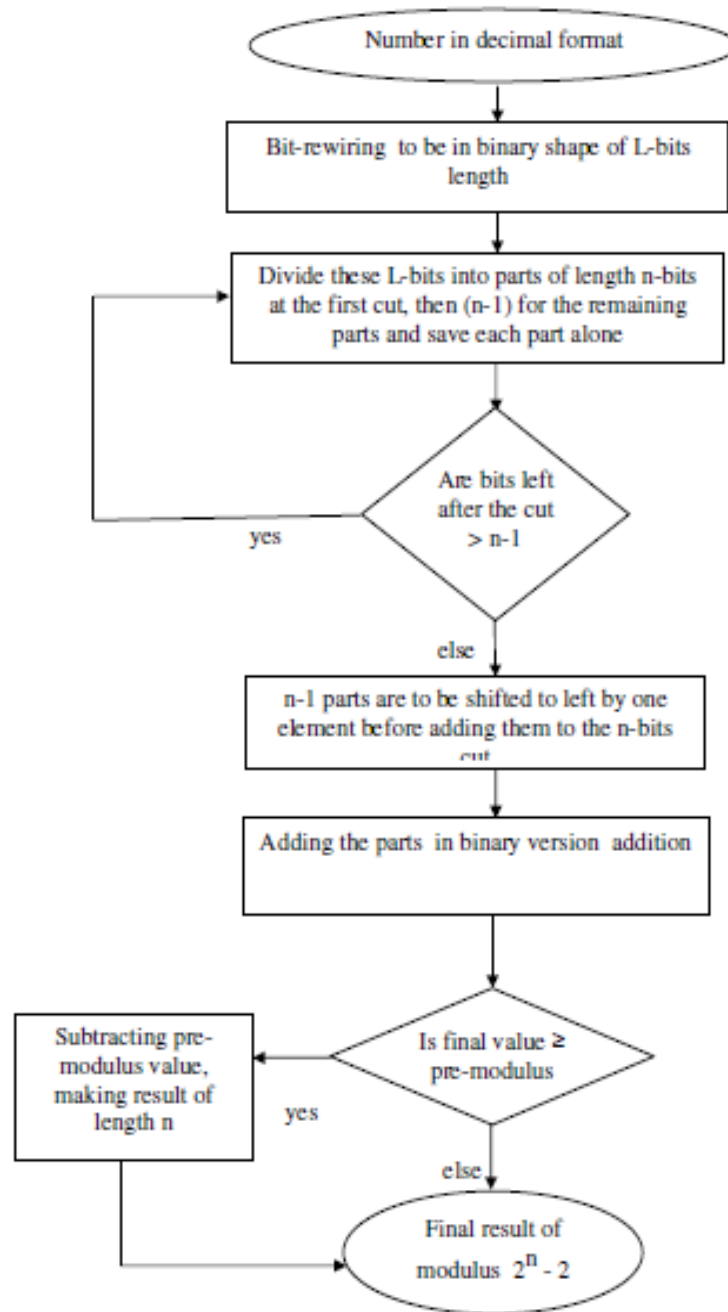 Number in decimal format
Bit-rewiring to be in binary shape of L-bits
length
Divide these L-bits into parts of length n-bits
at the first cut, then (n-1) for the remaining
parts and save each part alone
Are bits left
after the cut
> n-1
yes
else
n-1 parts are to be shifted to left by one
element before adding them to the n-bits
cut
Adding the parts in binary version addition
Is final value ≥
pre-modulus
Subtracting pre-
modulus value,
making result of
length n
yes
else
Final result of
modulus 2^n - 2